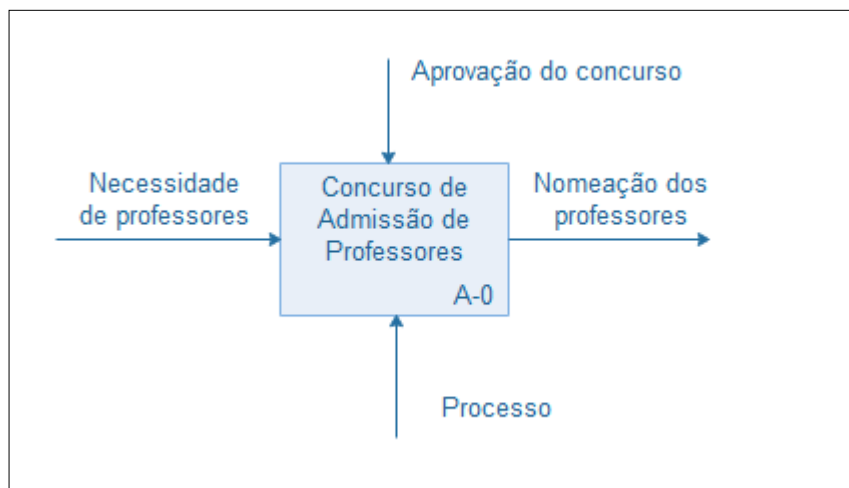 Aprovação do concurso
Necessidade
de professores
Concurso de
Admissão de
Professores
A-0
Nomeação dos
professores
Processo